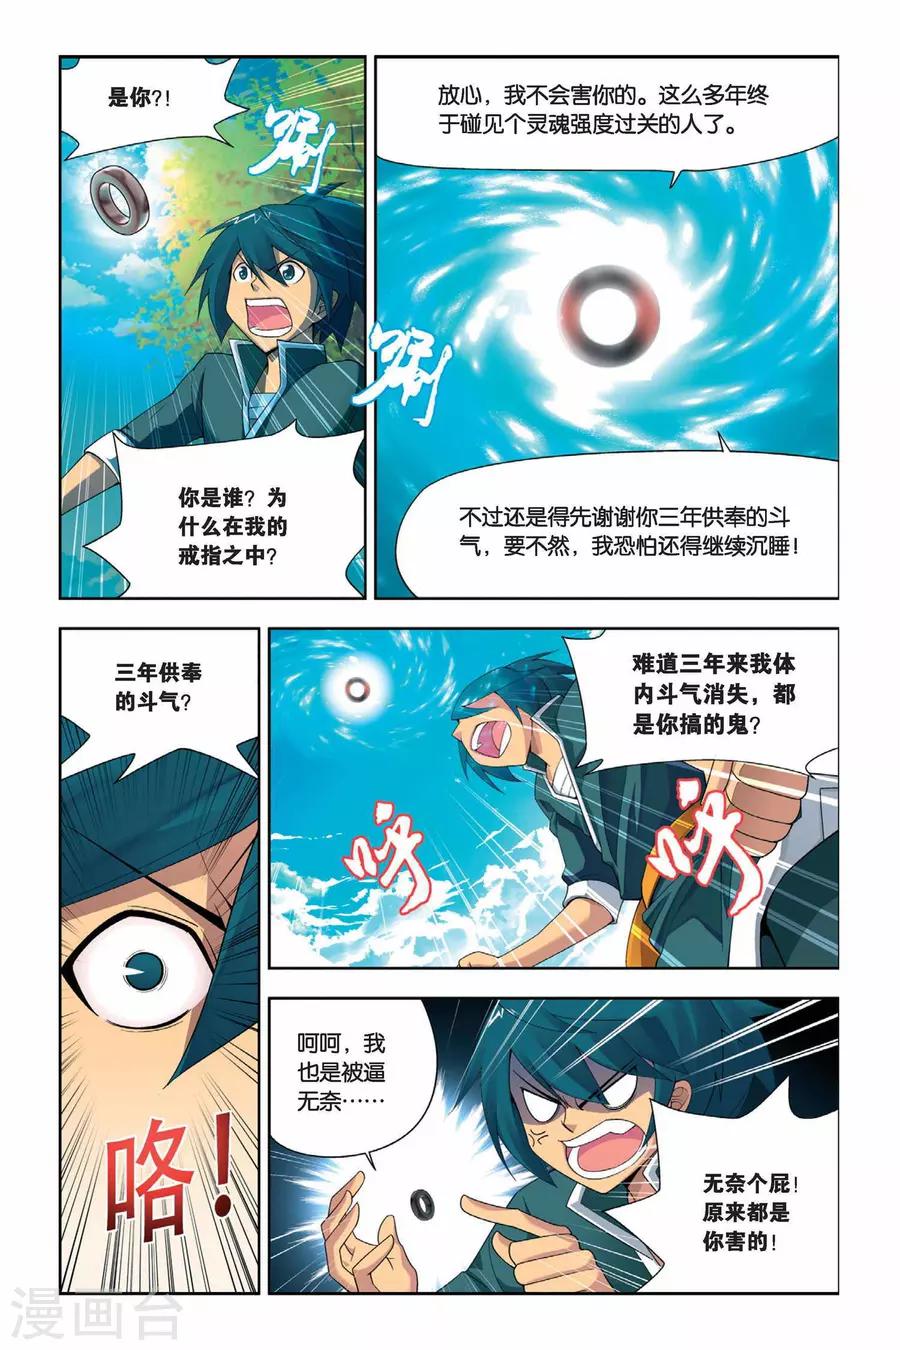 是你?!
唰
放心，我不会害你的。这么多年终
于碰见个灵魂强度过关的人了。
唰
你是谁？为
什么在我的
戒指之中？
不过还是得先谢谢你三年供奉的斗
气，要不然，我恐怕还得继续沉睡！
三年供奉
的斗气？
咯！
难道三年来我体
内斗气消失，都
是你搞的鬼？
呼
呼
呵呵，我
也是被逼
无奈……
无奈个屁！
原来都是
你害的！
漫画台